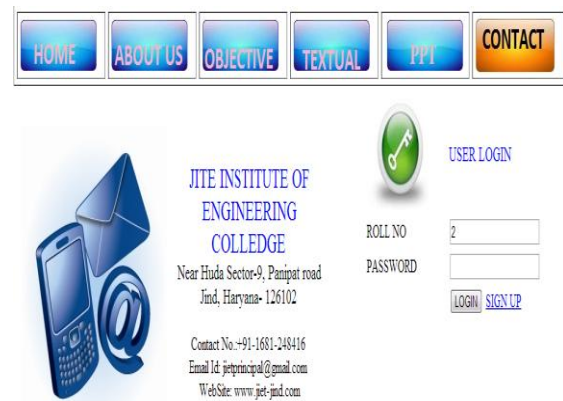 HOME ABOUT US OBJECTIVE TEXTUAL PPT CONTACT
USER LOGIN
JITE INSTITUTE OF
ENGINEERING
COLLEDGE
Near Huda Sector-9, Panipat road
Jind, Haryana- 126102
Contact No.:+91-1681-248416
Email Id: jietprincipal@gmail.com
WebSite: www.jiet-jind.com
ROLL NO 2
PASSWORD
LOGIN SIGN UP